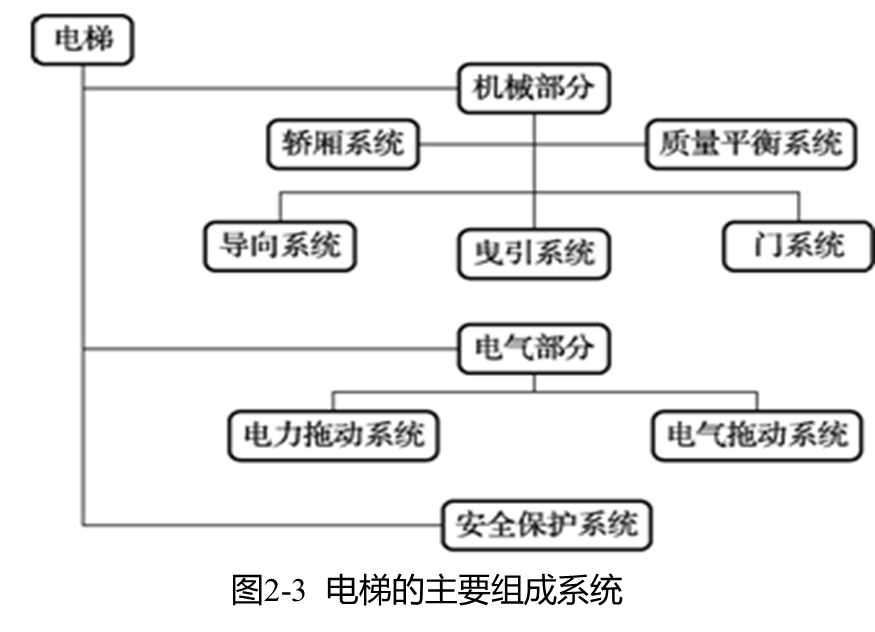 电梯
机械部分
轿厢系统
质量平衡系统
导向系统
曳引系统
门系统
电气部分
电力拖动系统
电气拖动系统
安全保护系统
图2-3 电梯的主要组成系统